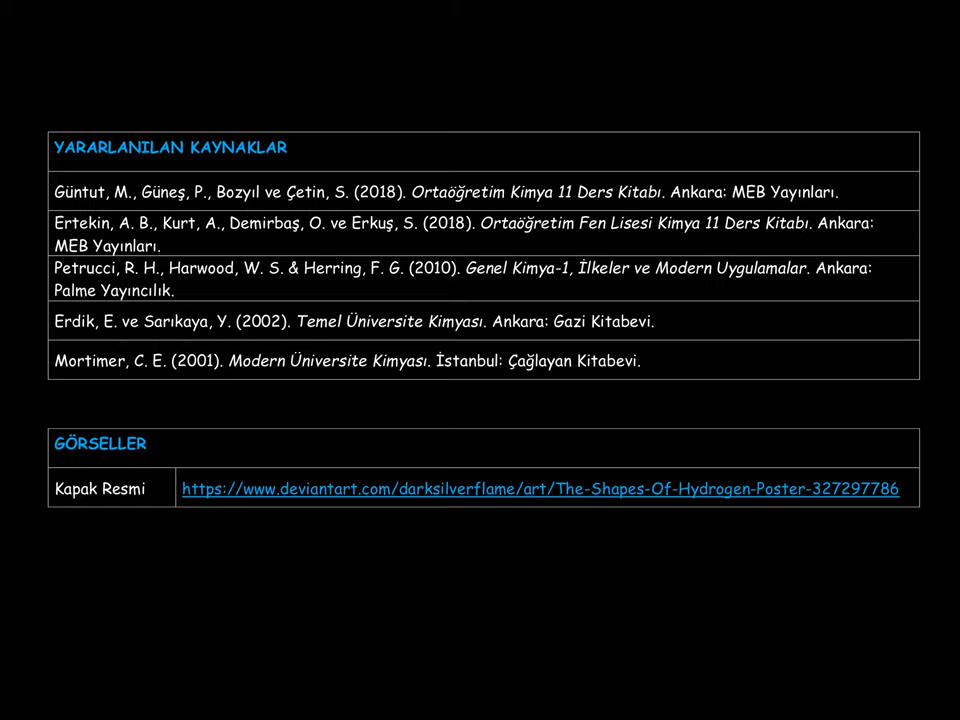 YARARLANILAN KAYNAKLAR
Güntut, M., Güneş, P., Bozyıl ve Çetin, S. (2018). Ortaöğretim Kimya 11 Ders Kitabı. Ankara: MEB Yayınları.
Ertekin, A. B., Kurt, A., Demirbaş, O. ve Erkuş, S. (2018). Ortaöğretim Fen Lisesi Kimya 11 Ders Kitabı. Ankara:
MEB Yayınları.
Petrucci, R. H., Harwood, W. S. & Herring, F. G. (2010). Genel Kimya-1, İlkeler ve Modern Uygulamalar. Ankara:
Palme Yayıncılık.
Erdik, E. ve Sarıkaya, Y. (2002). Temel Üniversite Kimyası. Ankara: Gazi Kitabevi.
Mortimer, C. E. (2001). Modern Üniversite Kimyası. İstanbul: Çağlayan Kitabevi.
GÖRSELLER
Kapak Resmi https://www.deviantart.com/darksilverflame/art/The-Shapes-Of-Hydrogen-Poster-327297786